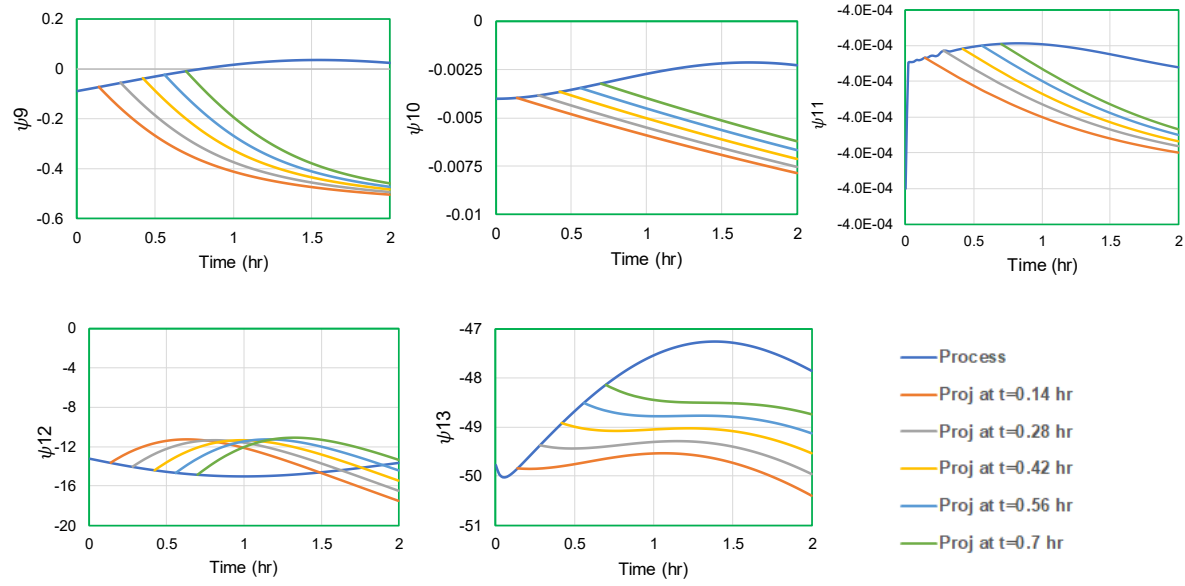 0.2
0
-0.2
-0.4
-0.6
ψ9
0 0.5 1 1.5 2
Time (hr)
0
-0.0025
-0.005
-0.0075
-0.01
ψ10
0 0.5 1 1.5 2
Time (hr)
-4.0E-04
-4.0E-04
-4.0E-04
-4.0E-04
-4.0E-04
-4.0E-04
-4.0E-04
ψ11
0 0.5 1 1.5 2
Time (hr)
0
-4
-8
-12
-16
-20
ψ12
0 0.5 1 1.5 2
Time (hr)
-47
-48
-49
-50
-51
ψ13
0 0.5 1 1.5 2
Time (hr)
Process
Proj at t=0.14 hr
Proj at t=0.28 hr
Proj at t=0.42 hr
Proj at t=0.56 hr
Proj at t=0.7 hr